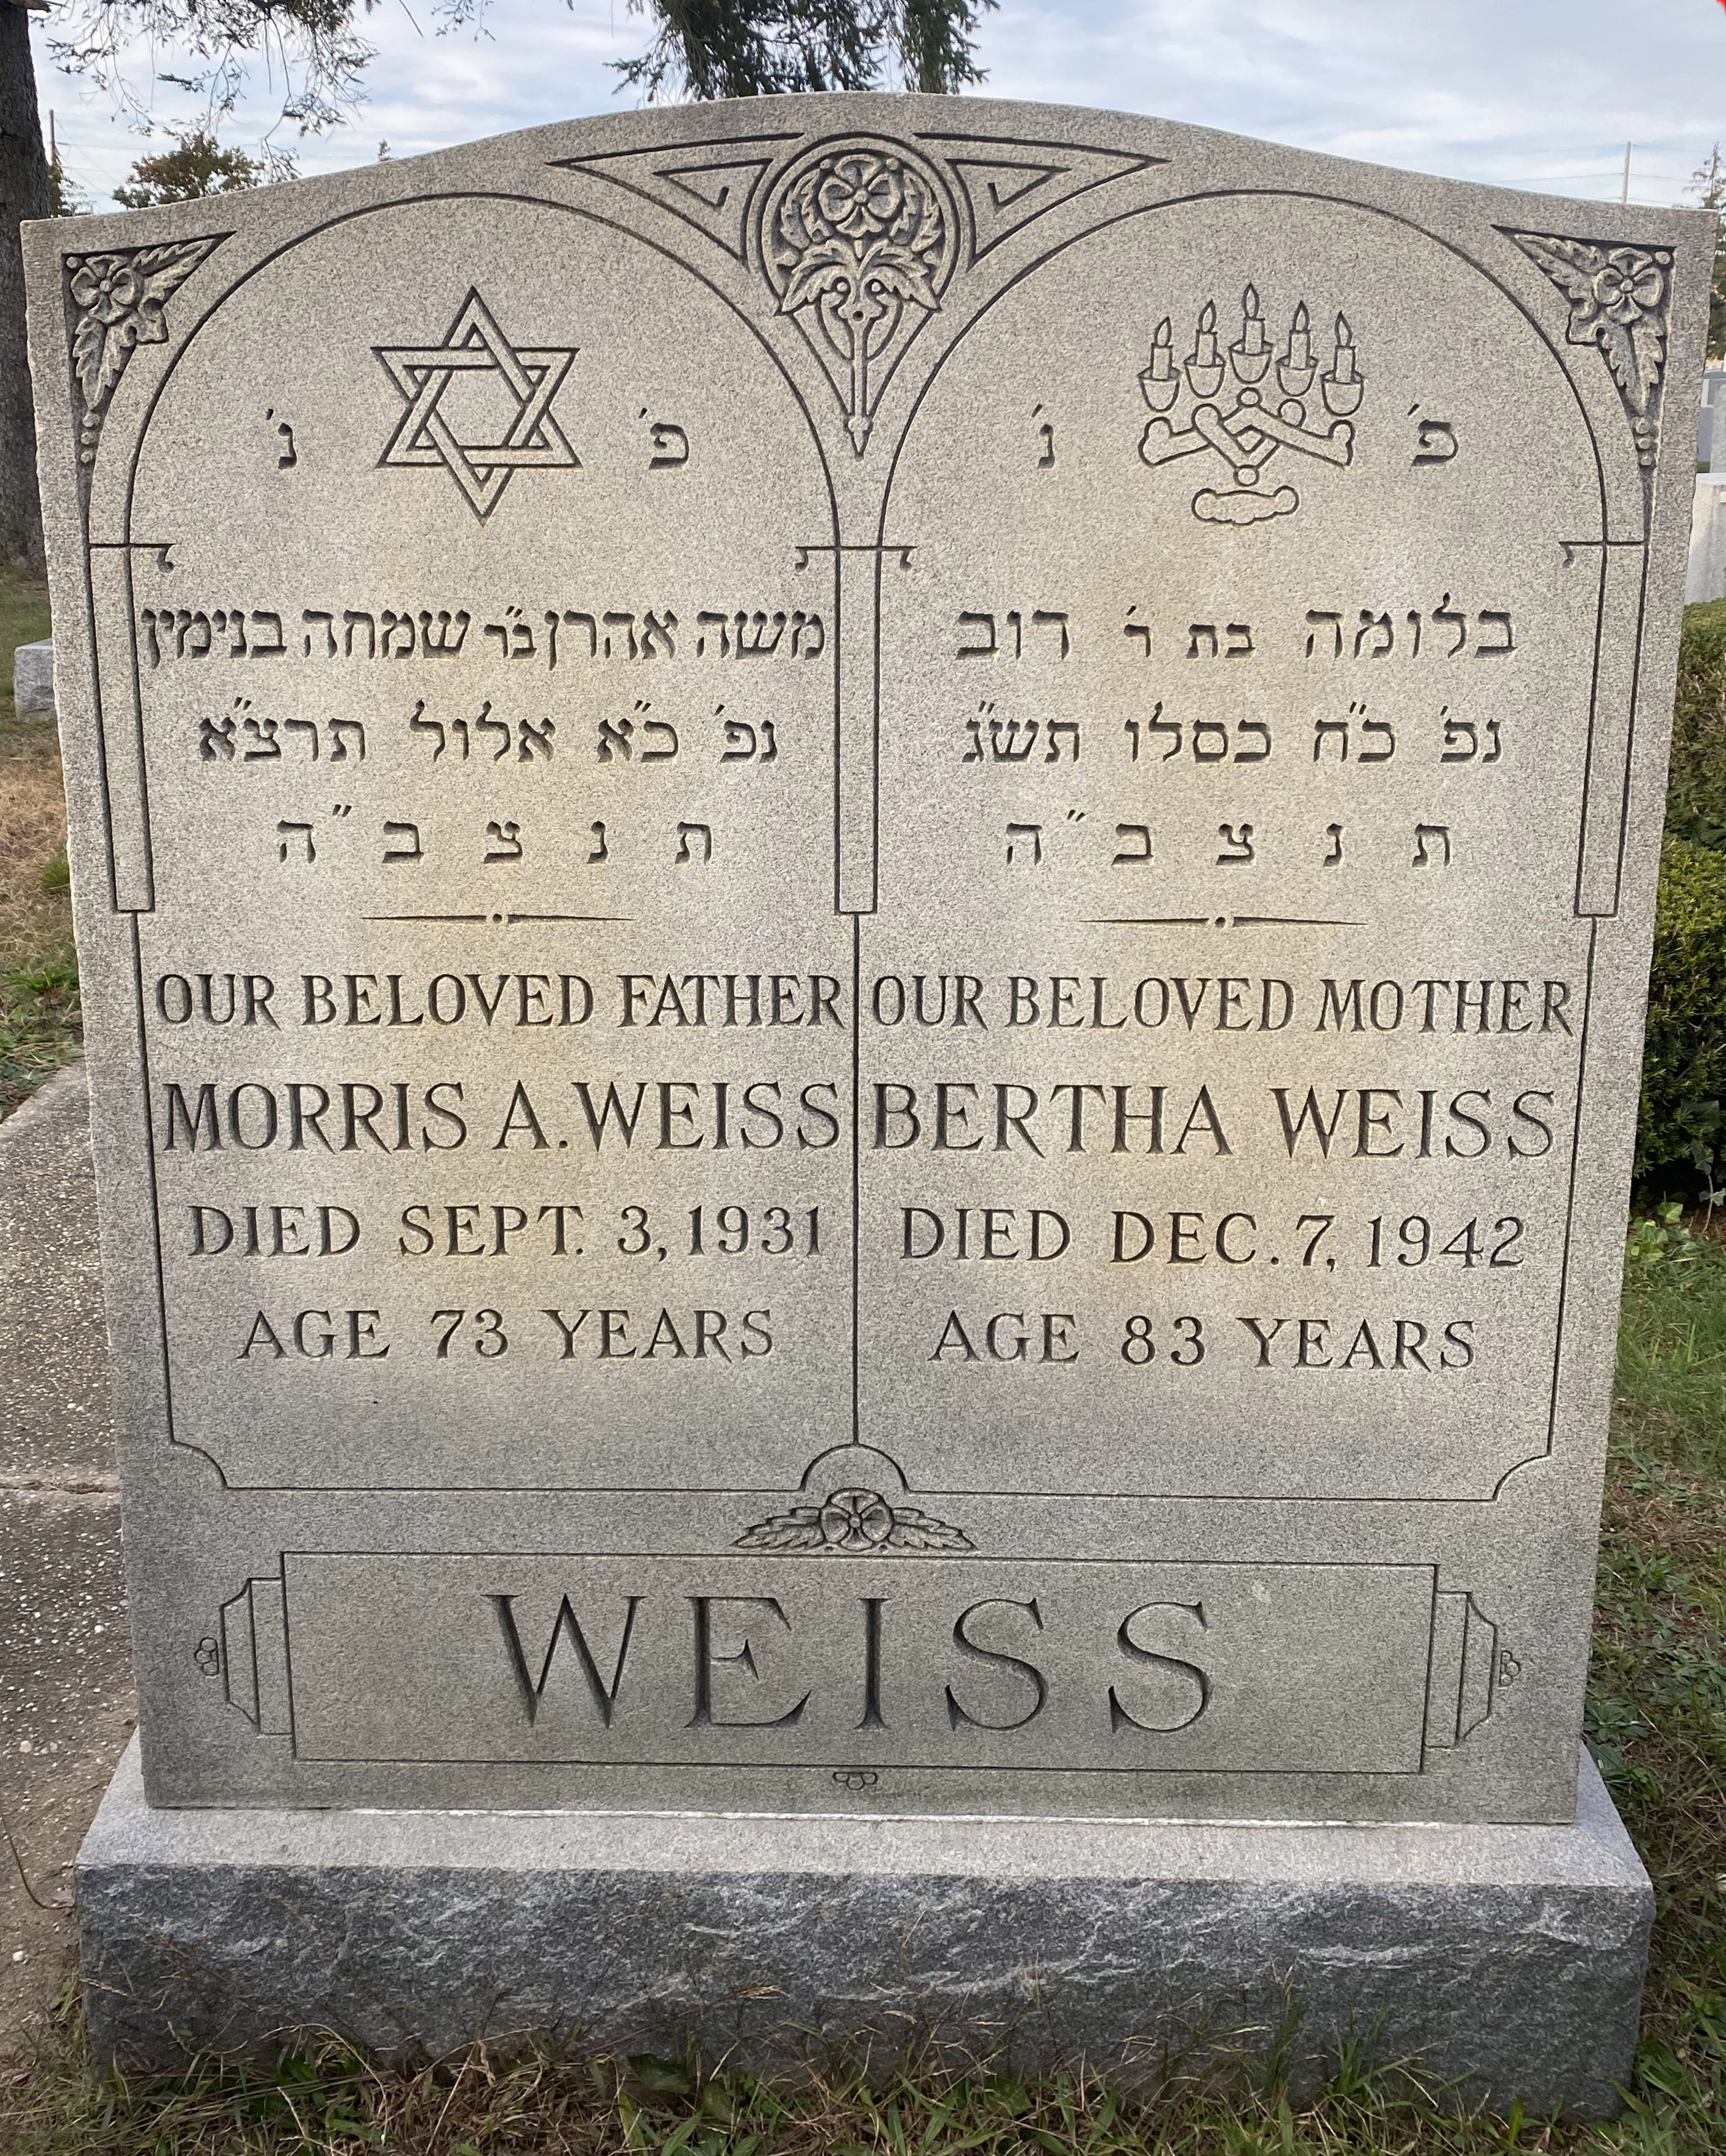 פ' נ'
משה אהרן ב"ר שמחה בנימין
נפ' כ"א אלול תרצ"א
ת נ צ ב "ה
OUR BELOVED FATHER
MORRIS A. WEISS
DIED SEPT. 3, 1931
AGE 73 YEARS
פ' נ'
בלומה בת ר' דוב
נפ' כ"ח כסלו תש"ג
ת נ צ ב "ה
OUR BELOVED MOTHER
BERTHA WEISS
DIED DEC. 7, 1942
AGE 83 YEARS
WEISS